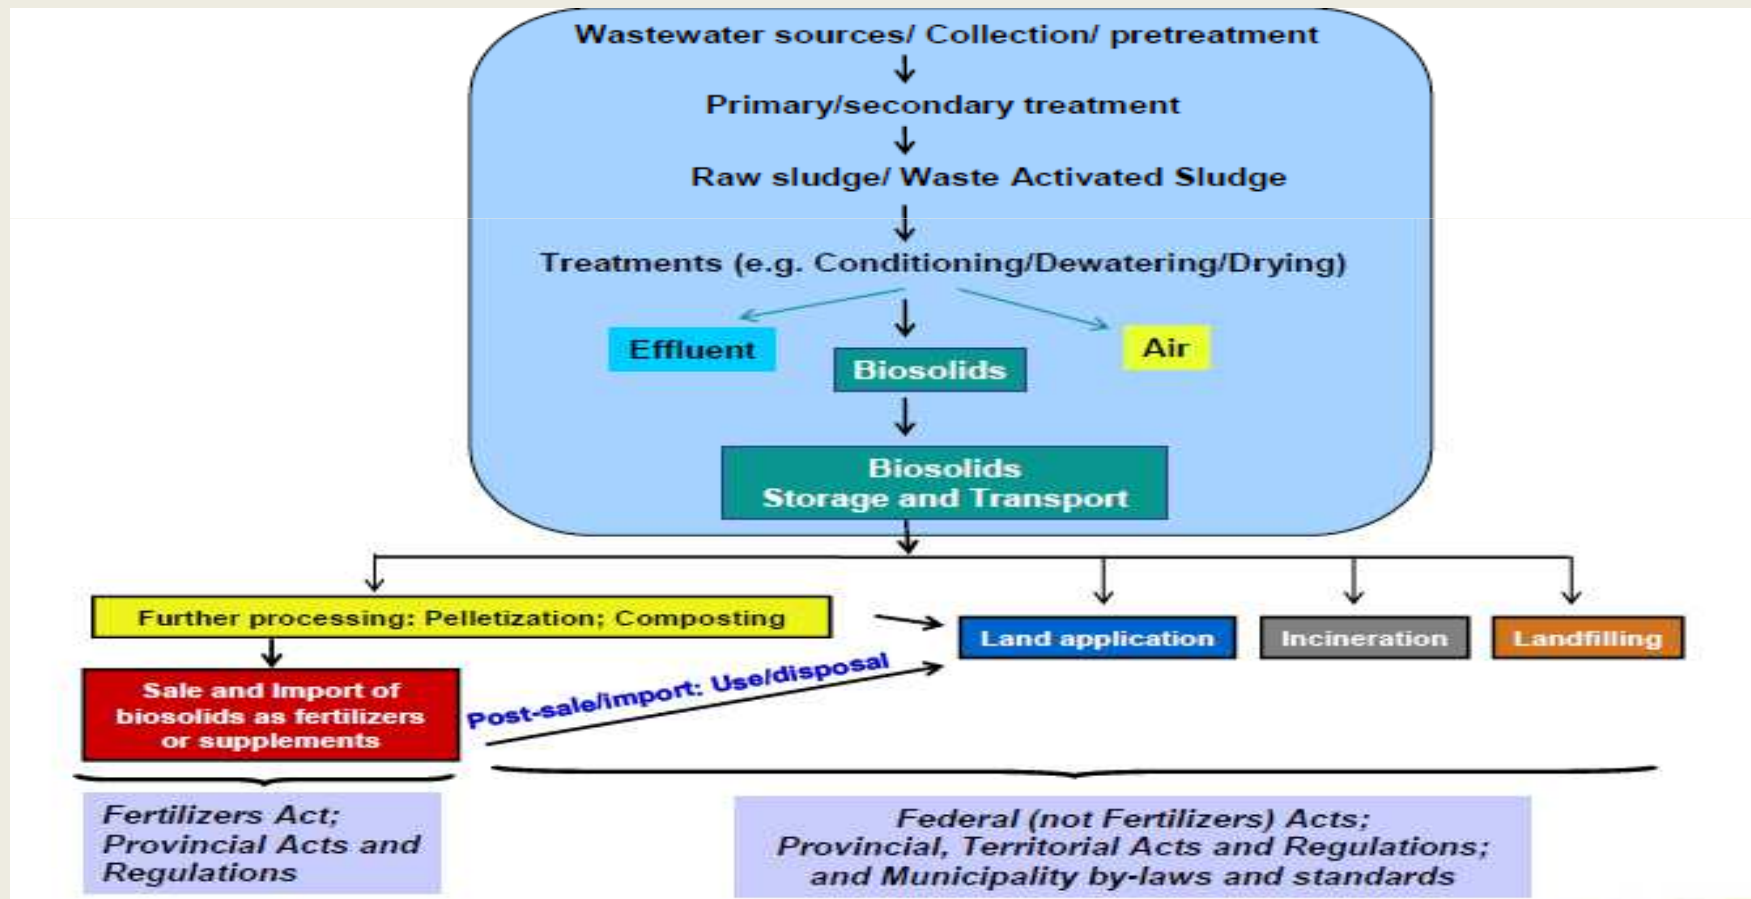 Wastewater sources/ Collection/ pretreatment
Primary/secondary treatment
Raw sludge/ Waste Activated Sludge
Treatments (e.g. Conditioning/Dewatering/Drying)
Effluent
Biosolids
Air
Biosolids
Storage and Transport
Further processing: Pelletization; Composting
Land application
Incineration
Landfilling
Sale and Import of
biosolids as fertilizers
or supplements
Post-sale/import: Use/disposal
Fertilizers Act;
Provincial Acts and
Regulations
Federal (not Fertilizers) Acts;
Provincial, Territorial Acts and Regulations;
and Municipality by-laws and standards